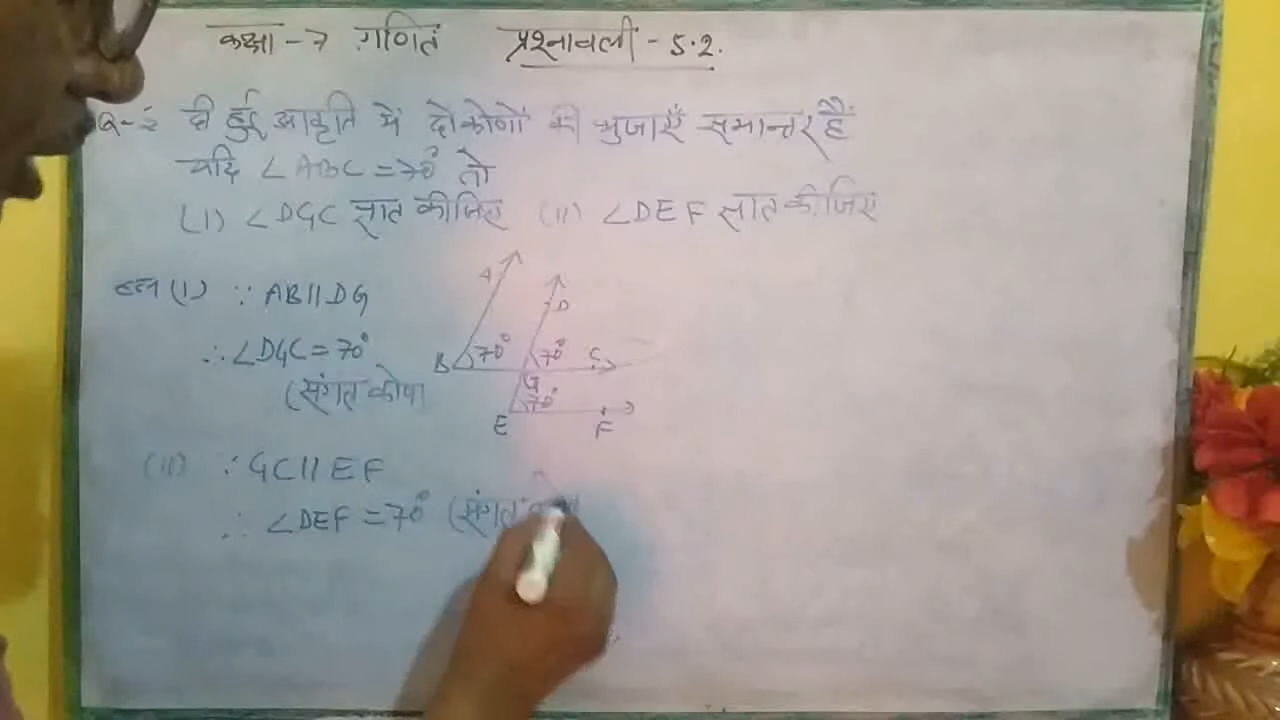 कक्षा - 7 गणित प्रश्नावली - 5.2.
दी हुई आकृति में दो कोणों की भुजाएँ समान्तर हैं
यदि ∠ABC = 70° तो
(I) ∠DGC ज्ञात कीजिए (II) ∠DEF ज्ञात कीजिए
हल (I) ∵ AB || DG
∴ ∠DGC = 70°
(संगत कोण
(II) ∵ GC || EF
∴ ∠DEF = 70° (संगत
A
D
B 70° 70° C
G
70°
E F